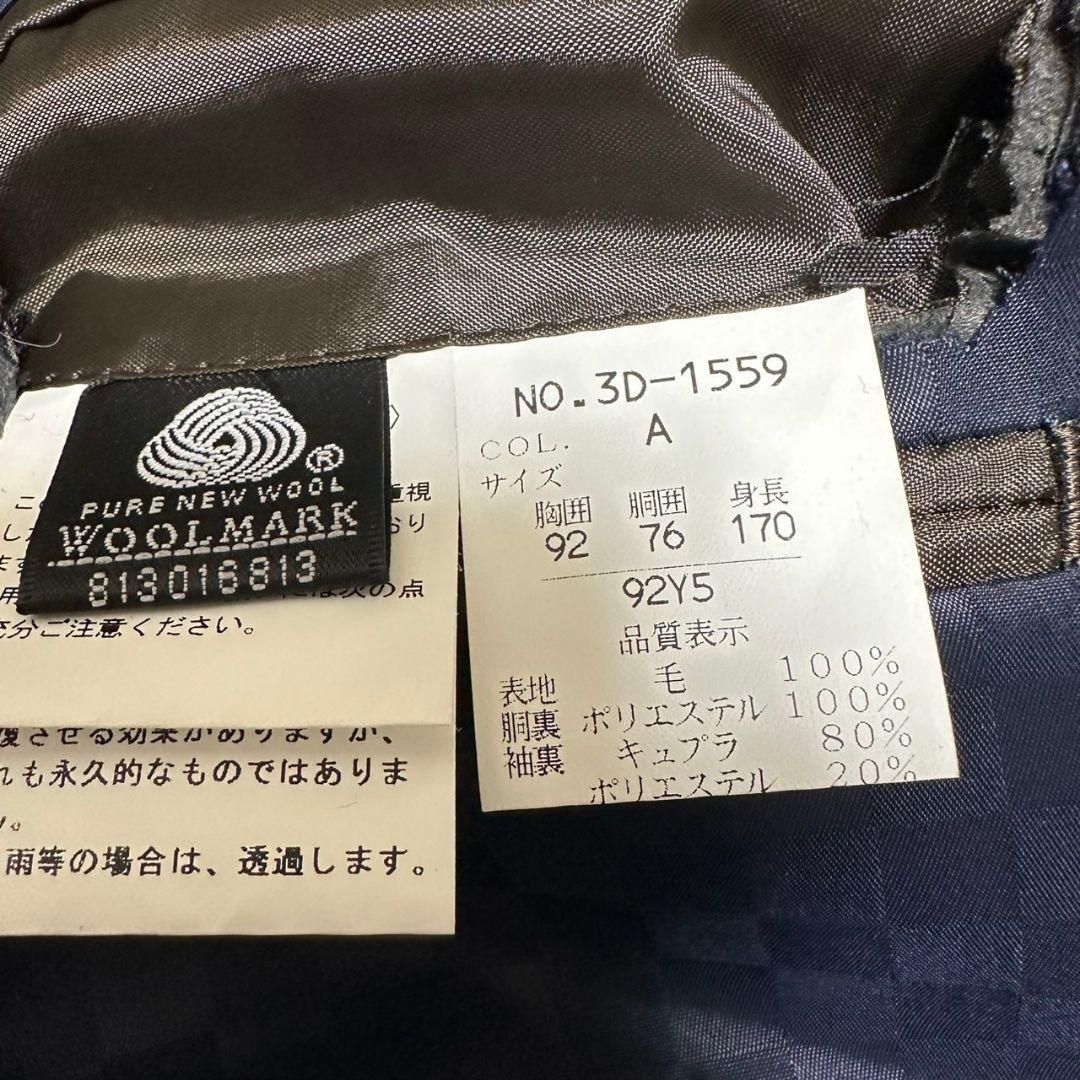 PURE NEW WOOL
WOOLMARK
813016813
重視
おり
ます
には次の点
充分ご注意ください。
復させる効果がありますが、
れも永久的なものではありま
ん。
雨等の場合は、透過します。
NO.3D-1559
COL. A
サイズ
胸囲 胴囲 身長
92 76 170
92Y5
品質表示
表地 毛 100%
胴裏 ポリエステル 100%
袖裏 キュプラ 80%
ポリエステル 20%